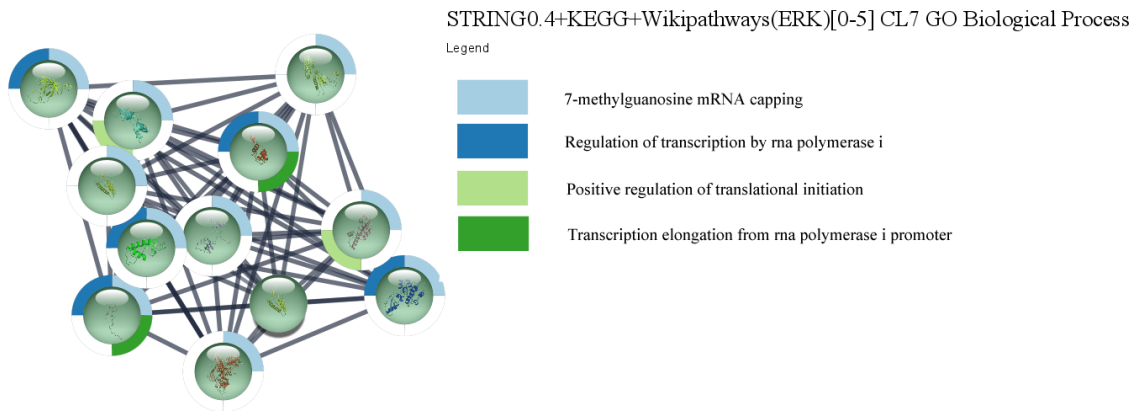 STRING0.4+KEGG+Wikipathways(ERK)[0-5] CL7 GO Biological Process
Legend
7-methylguanosine mRNA capping
Regulation of transcription by rna polymerase i
Positive regulation of translational initiation
Transcription elongation from rna polymerase i promoter